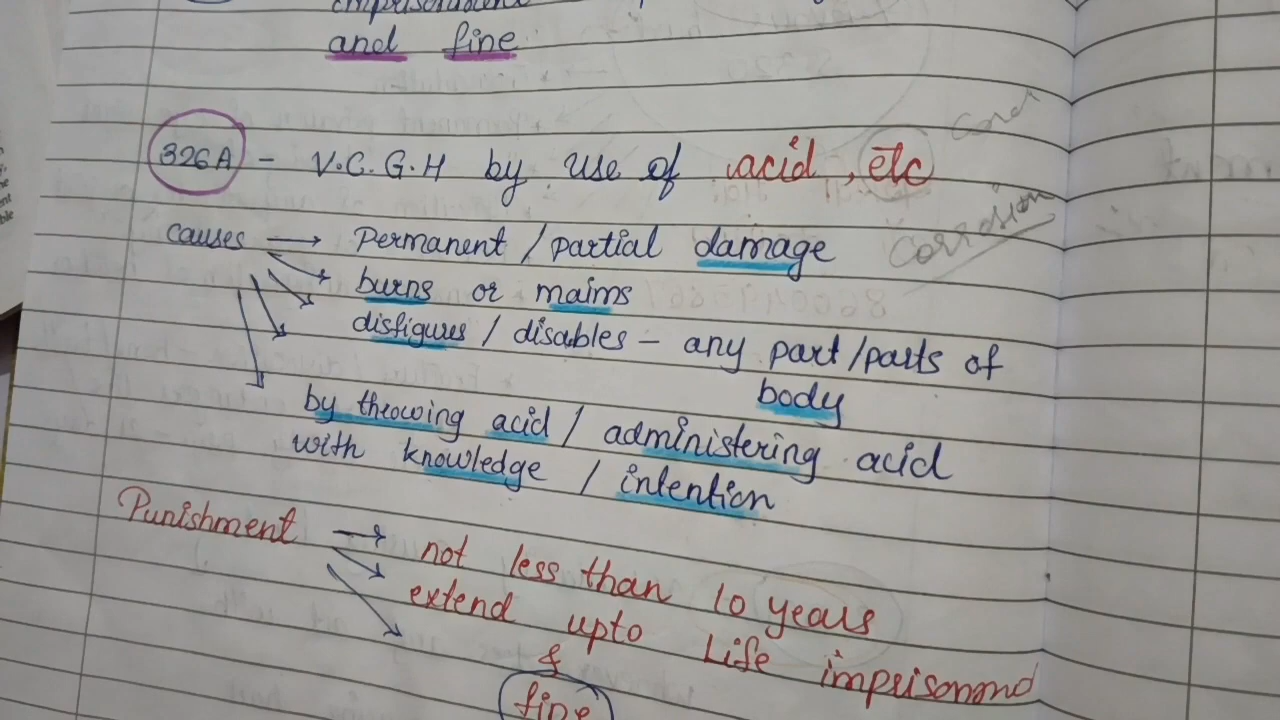 and fine
326A - V.C.G.H by use of acid, etc
Corrosion
causes → Permanent / partial damage
burns or maims
disfigures / disables - any part/parts of
body
by throwing acid / administering acid
with knowledge / intention
Punishment → not less than 10 years
extend upto Life imprisonmnd
&
fine